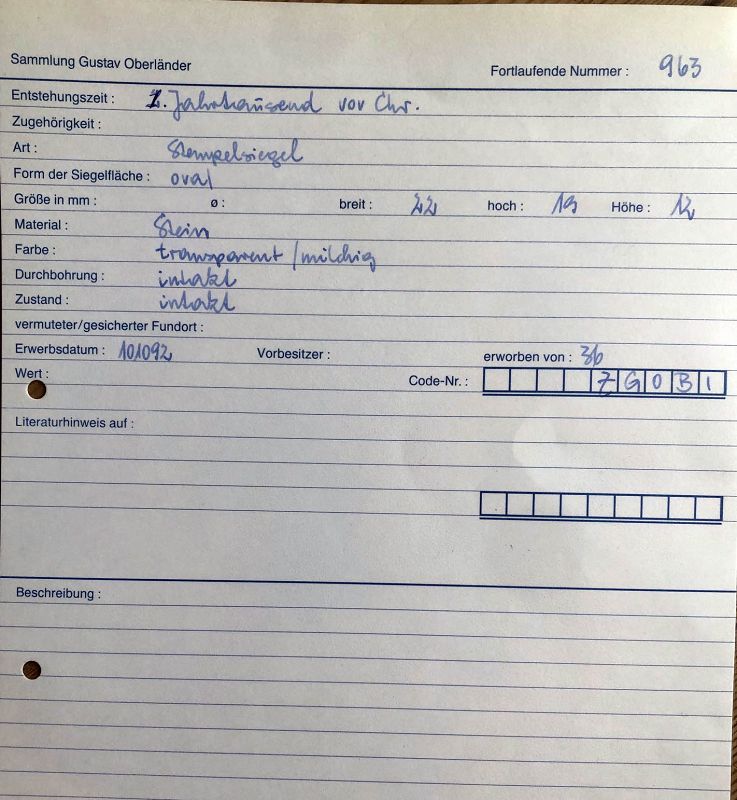 Sammlung Gustav Oberländer
Fortlaufende Nummer : 963
Entstehungszeit : 1. Jahrtausend vor Chr.
Zugehörigkeit :
Art : Stempelsiegel
Form der Siegelfläche : oval
Größe in mm : ø : breit : 22 hoch : 19 Höhe : 12
Material : Stein
Farbe : transparent / milchig
Durchbohrung : intakt
Zustand : intakt
vermuteter/gesicherter Fundort :
Erwerbsdatum : 101092 Vorbesitzer : erworben von : 36
Wert : Code-Nr. : 7GOBI
Literaturhinweis auf :
Beschreibung :